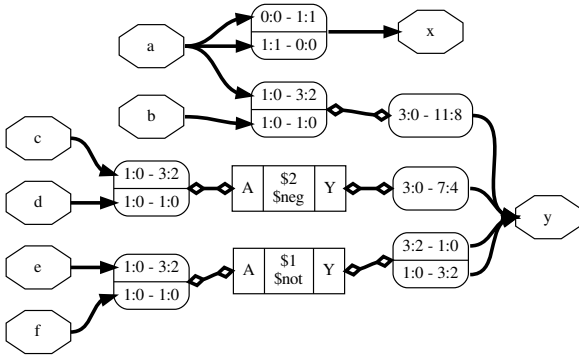 a
0:0 - 1:1
1:1 - 0:0
x
b
1:0 - 3:2
1:0 - 1:0
3:0 - 11:8
c
d
1:0 - 3:2
1:0 - 1:0
A
$2
$neg
Y
3:0 - 7:4
y
e
f
1:0 - 3:2
1:0 - 1:0
A
$1
$not
Y
3:2 - 1:0
1:0 - 3:2